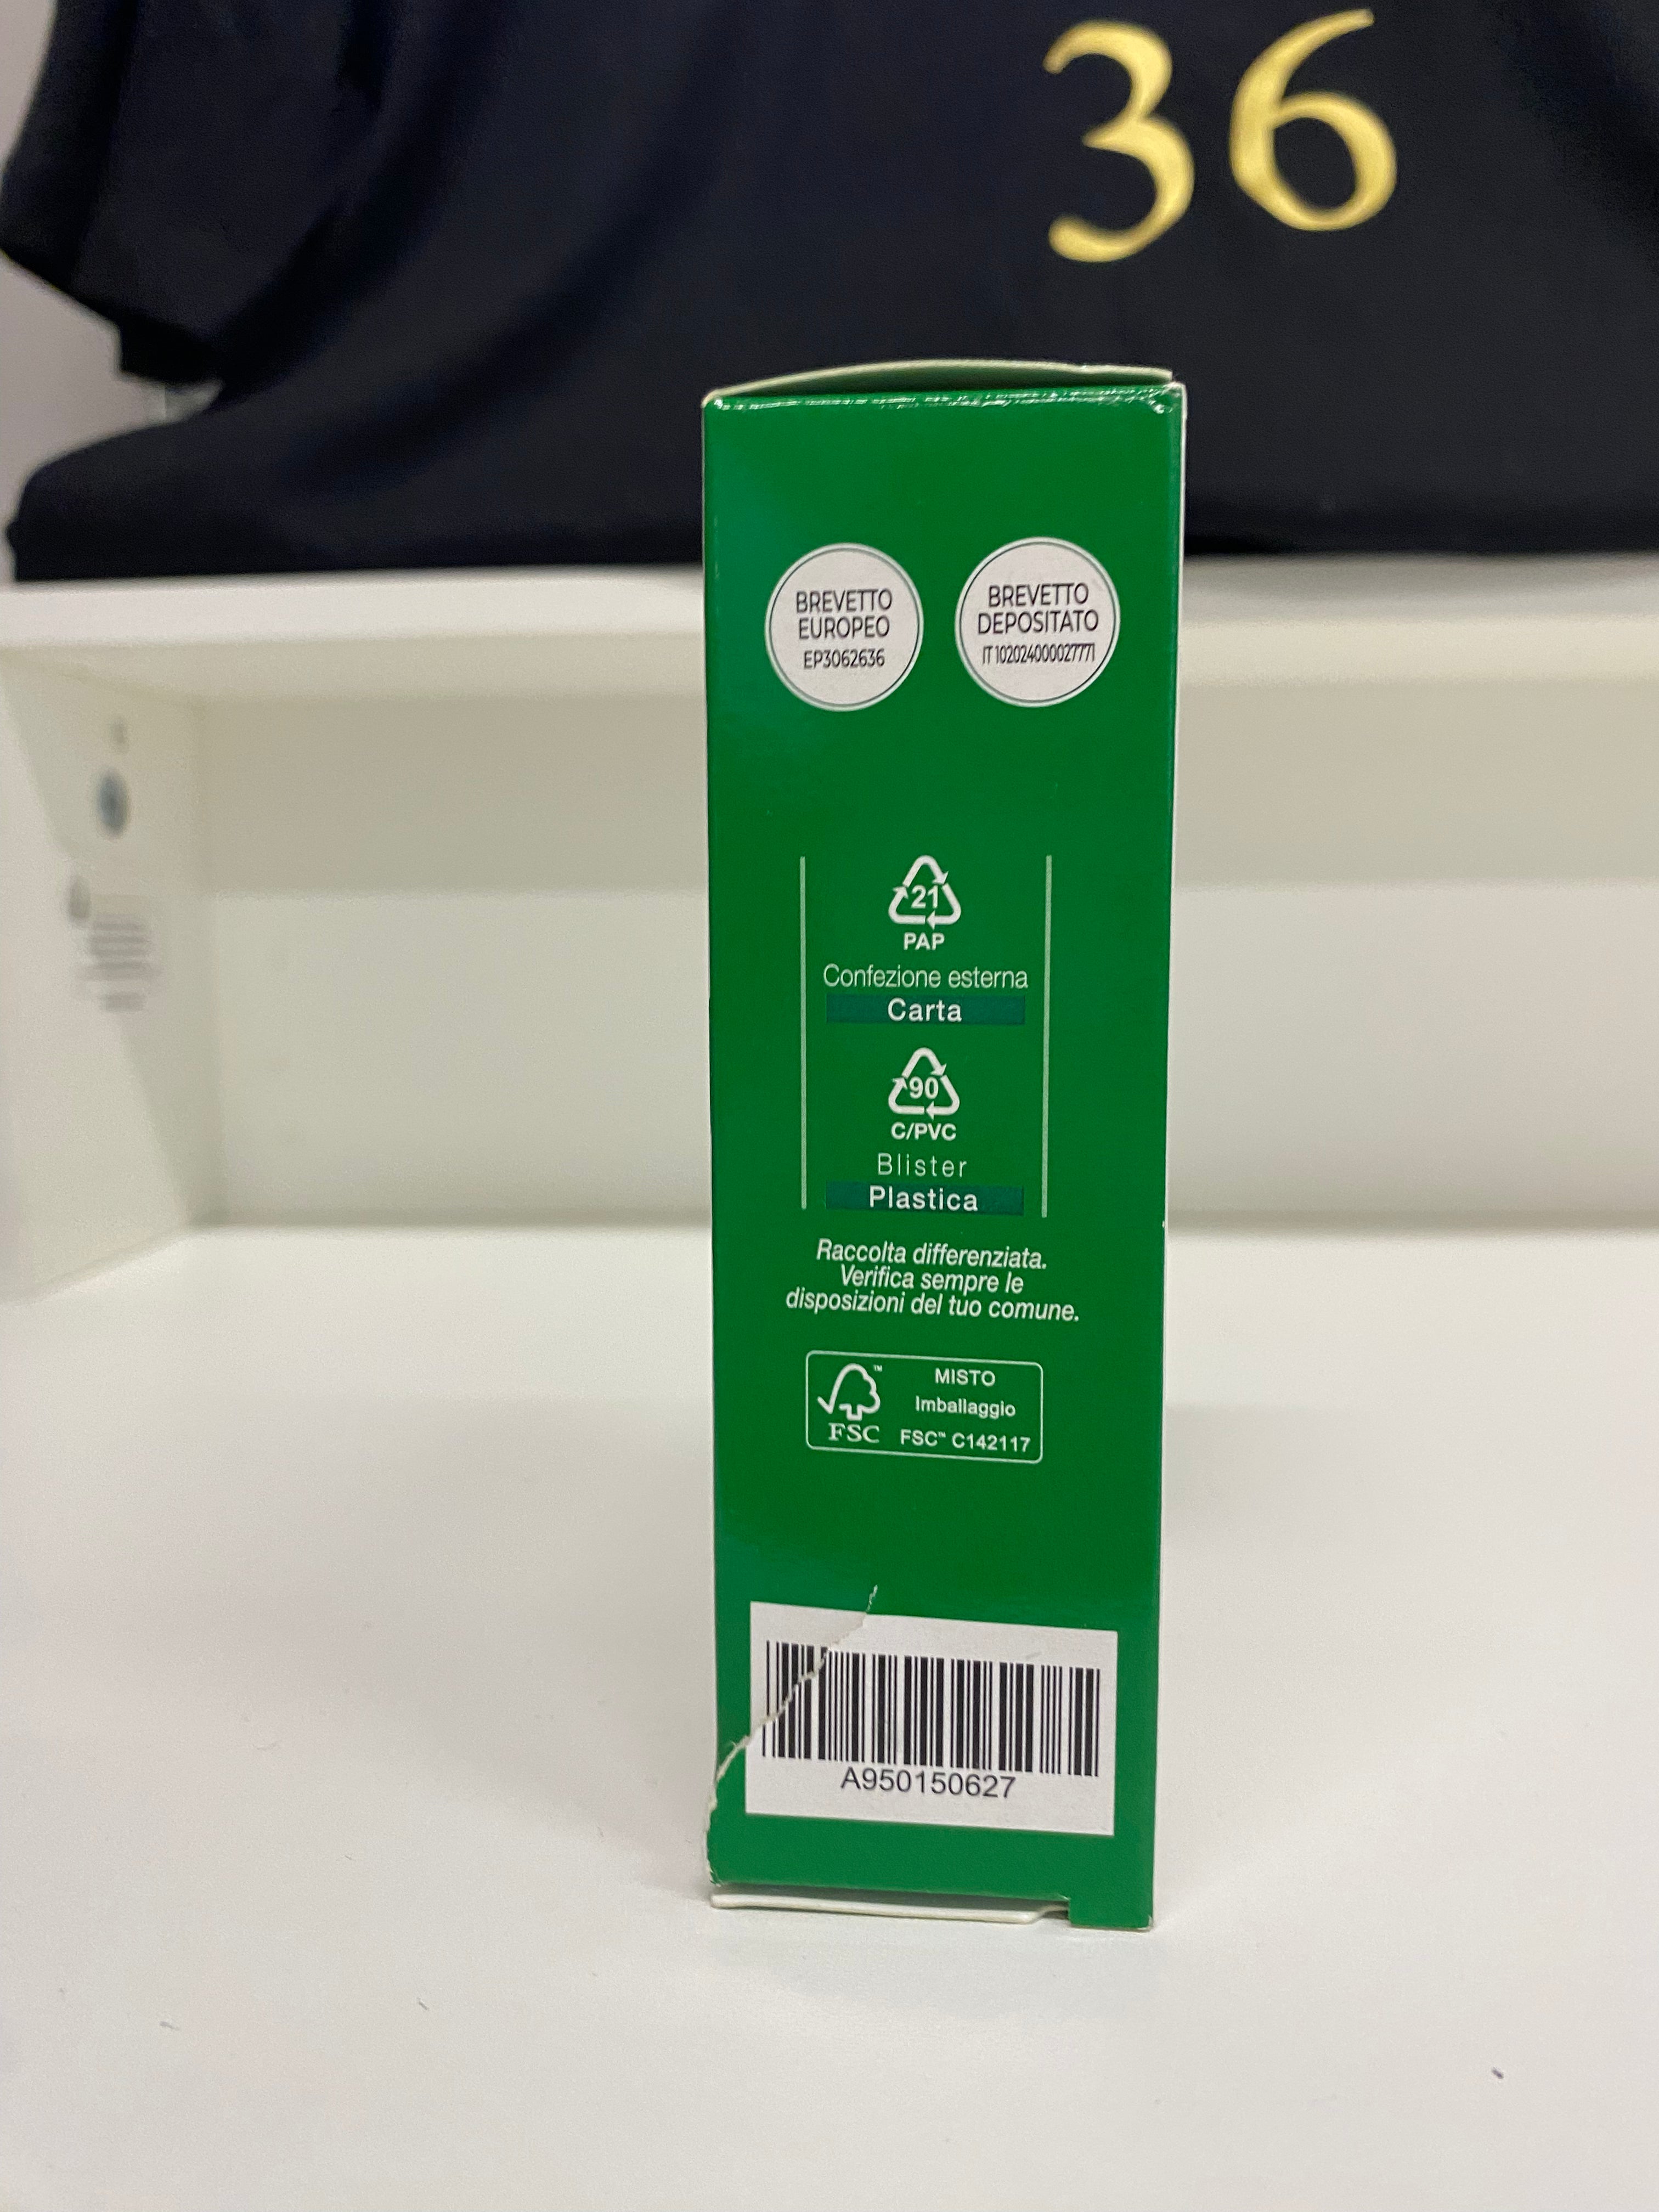 36
BREVETTO
EUROPEO
EP3062636
BREVETTO
DEPOSITATO
IT 102024000027771
21
PAP
Confezione esterna
Carta
90
C/PVC
Blister
Plastica
Raccolta differenziata.
Verifica sempre le
disposizioni del tuo comune.
™
FSC
MISTO
Imballaggio
FSC™ C142117
A950150627